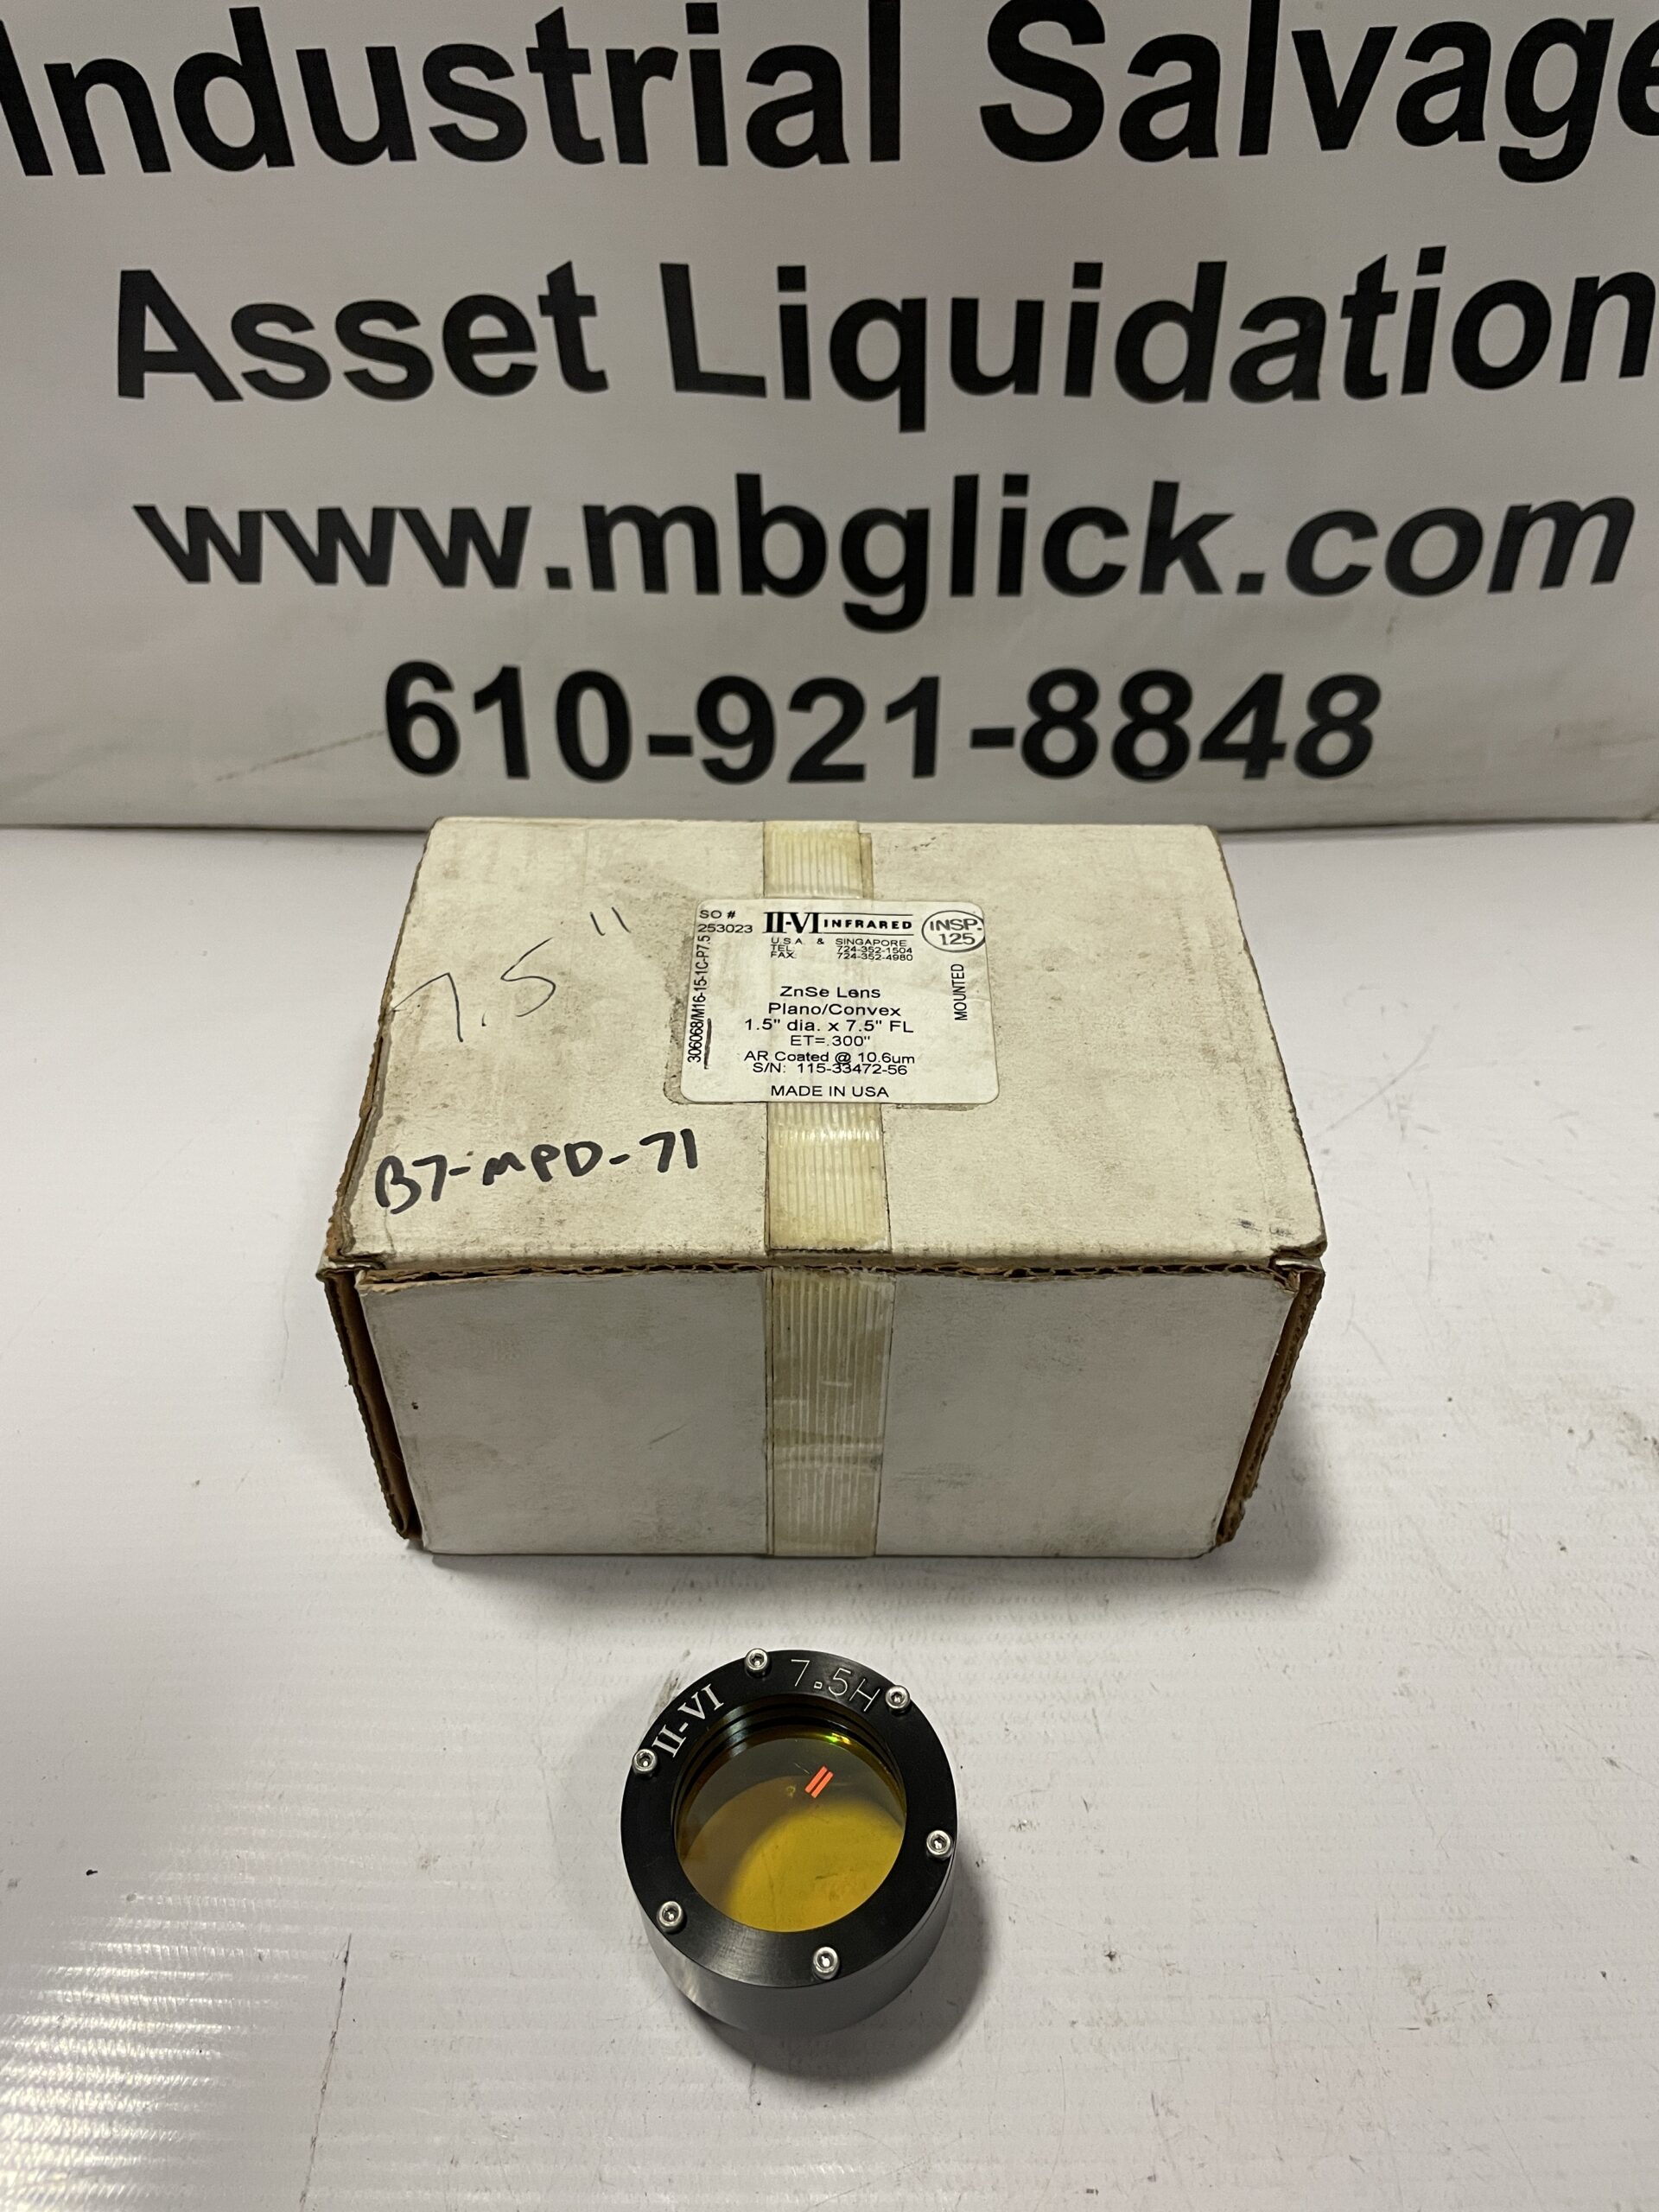 Industrial Salvage
Asset Liquidation
www.mbglick.com
610-921-8848
7.5"
SO #
253023
II-VI INFRARED
U.S.A & SINGAPORE
TEL. 724-352-1504
FAX. 724-352-4980
INSP.
125
306068/M16-15-1C-P7.5
MOUNTED
ZnSe Lens
Plano/Convex
1.5" dia. x 7.5" FL
ET=.300"
AR Coated @ 10.6um
S/N: 115-33472-56
MADE IN USA
B7-MPD-71
II-VI 7.5H